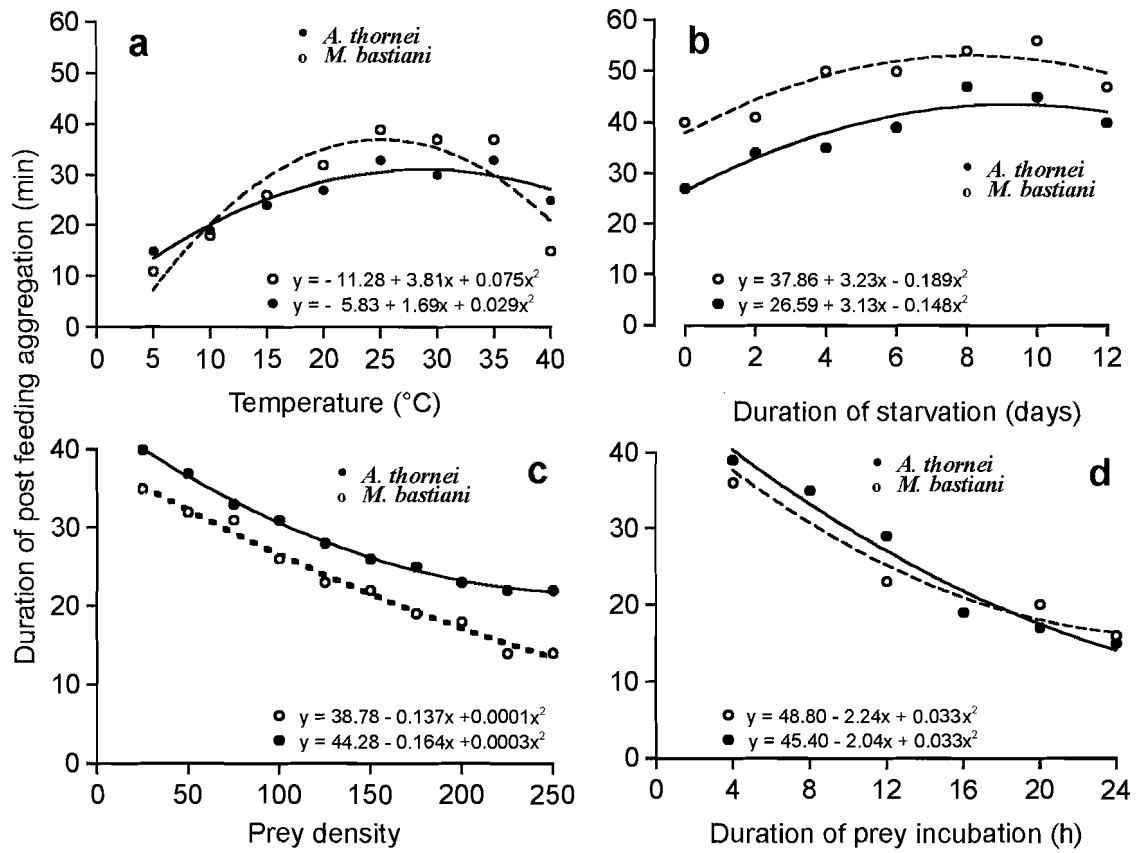 Duration of post feeding aggregation (min)
a
A. thornei
M. bastiani
60
50
40
30
20
10
0
y = - 11.28 + 3.81x + 0.075x²
y = - 5.83 + 1.69x + 0.029x²
0 5 10 15 20 25 30 35 40
Temperature (°C)
b
60
50
40
30
20
10
0
A. thornei
M. bastiani
y = 37.86 + 3.23x - 0.189x²
y = 26.59 + 3.13x - 0.148x²
0 2 4 6 8 10 12
Duration of starvation (days)
c
40
30
20
10
0
A. thornei
M. bastiani
y = 38.78 - 0.137x +0.0001x²
y = 44.28 - 0.164x +0.0003x²
0 50 100 150 200 250
Prey density
d
40
30
20
10
0
A. thornei
M. bastiani
y = 48.80 - 2.24x + 0.033x²
y = 45.40 - 2.04x + 0.033x²
0 4 8 12 16 20 24
Duration of prey incubation (h)